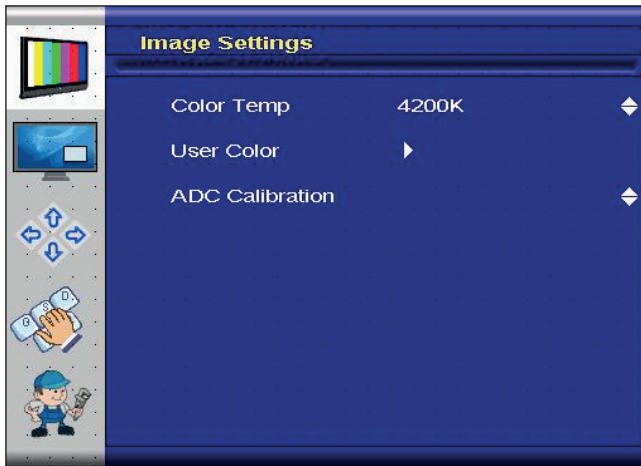 Image Settings
Color Temp 4200K
User Color
ADC Calibration
G S D